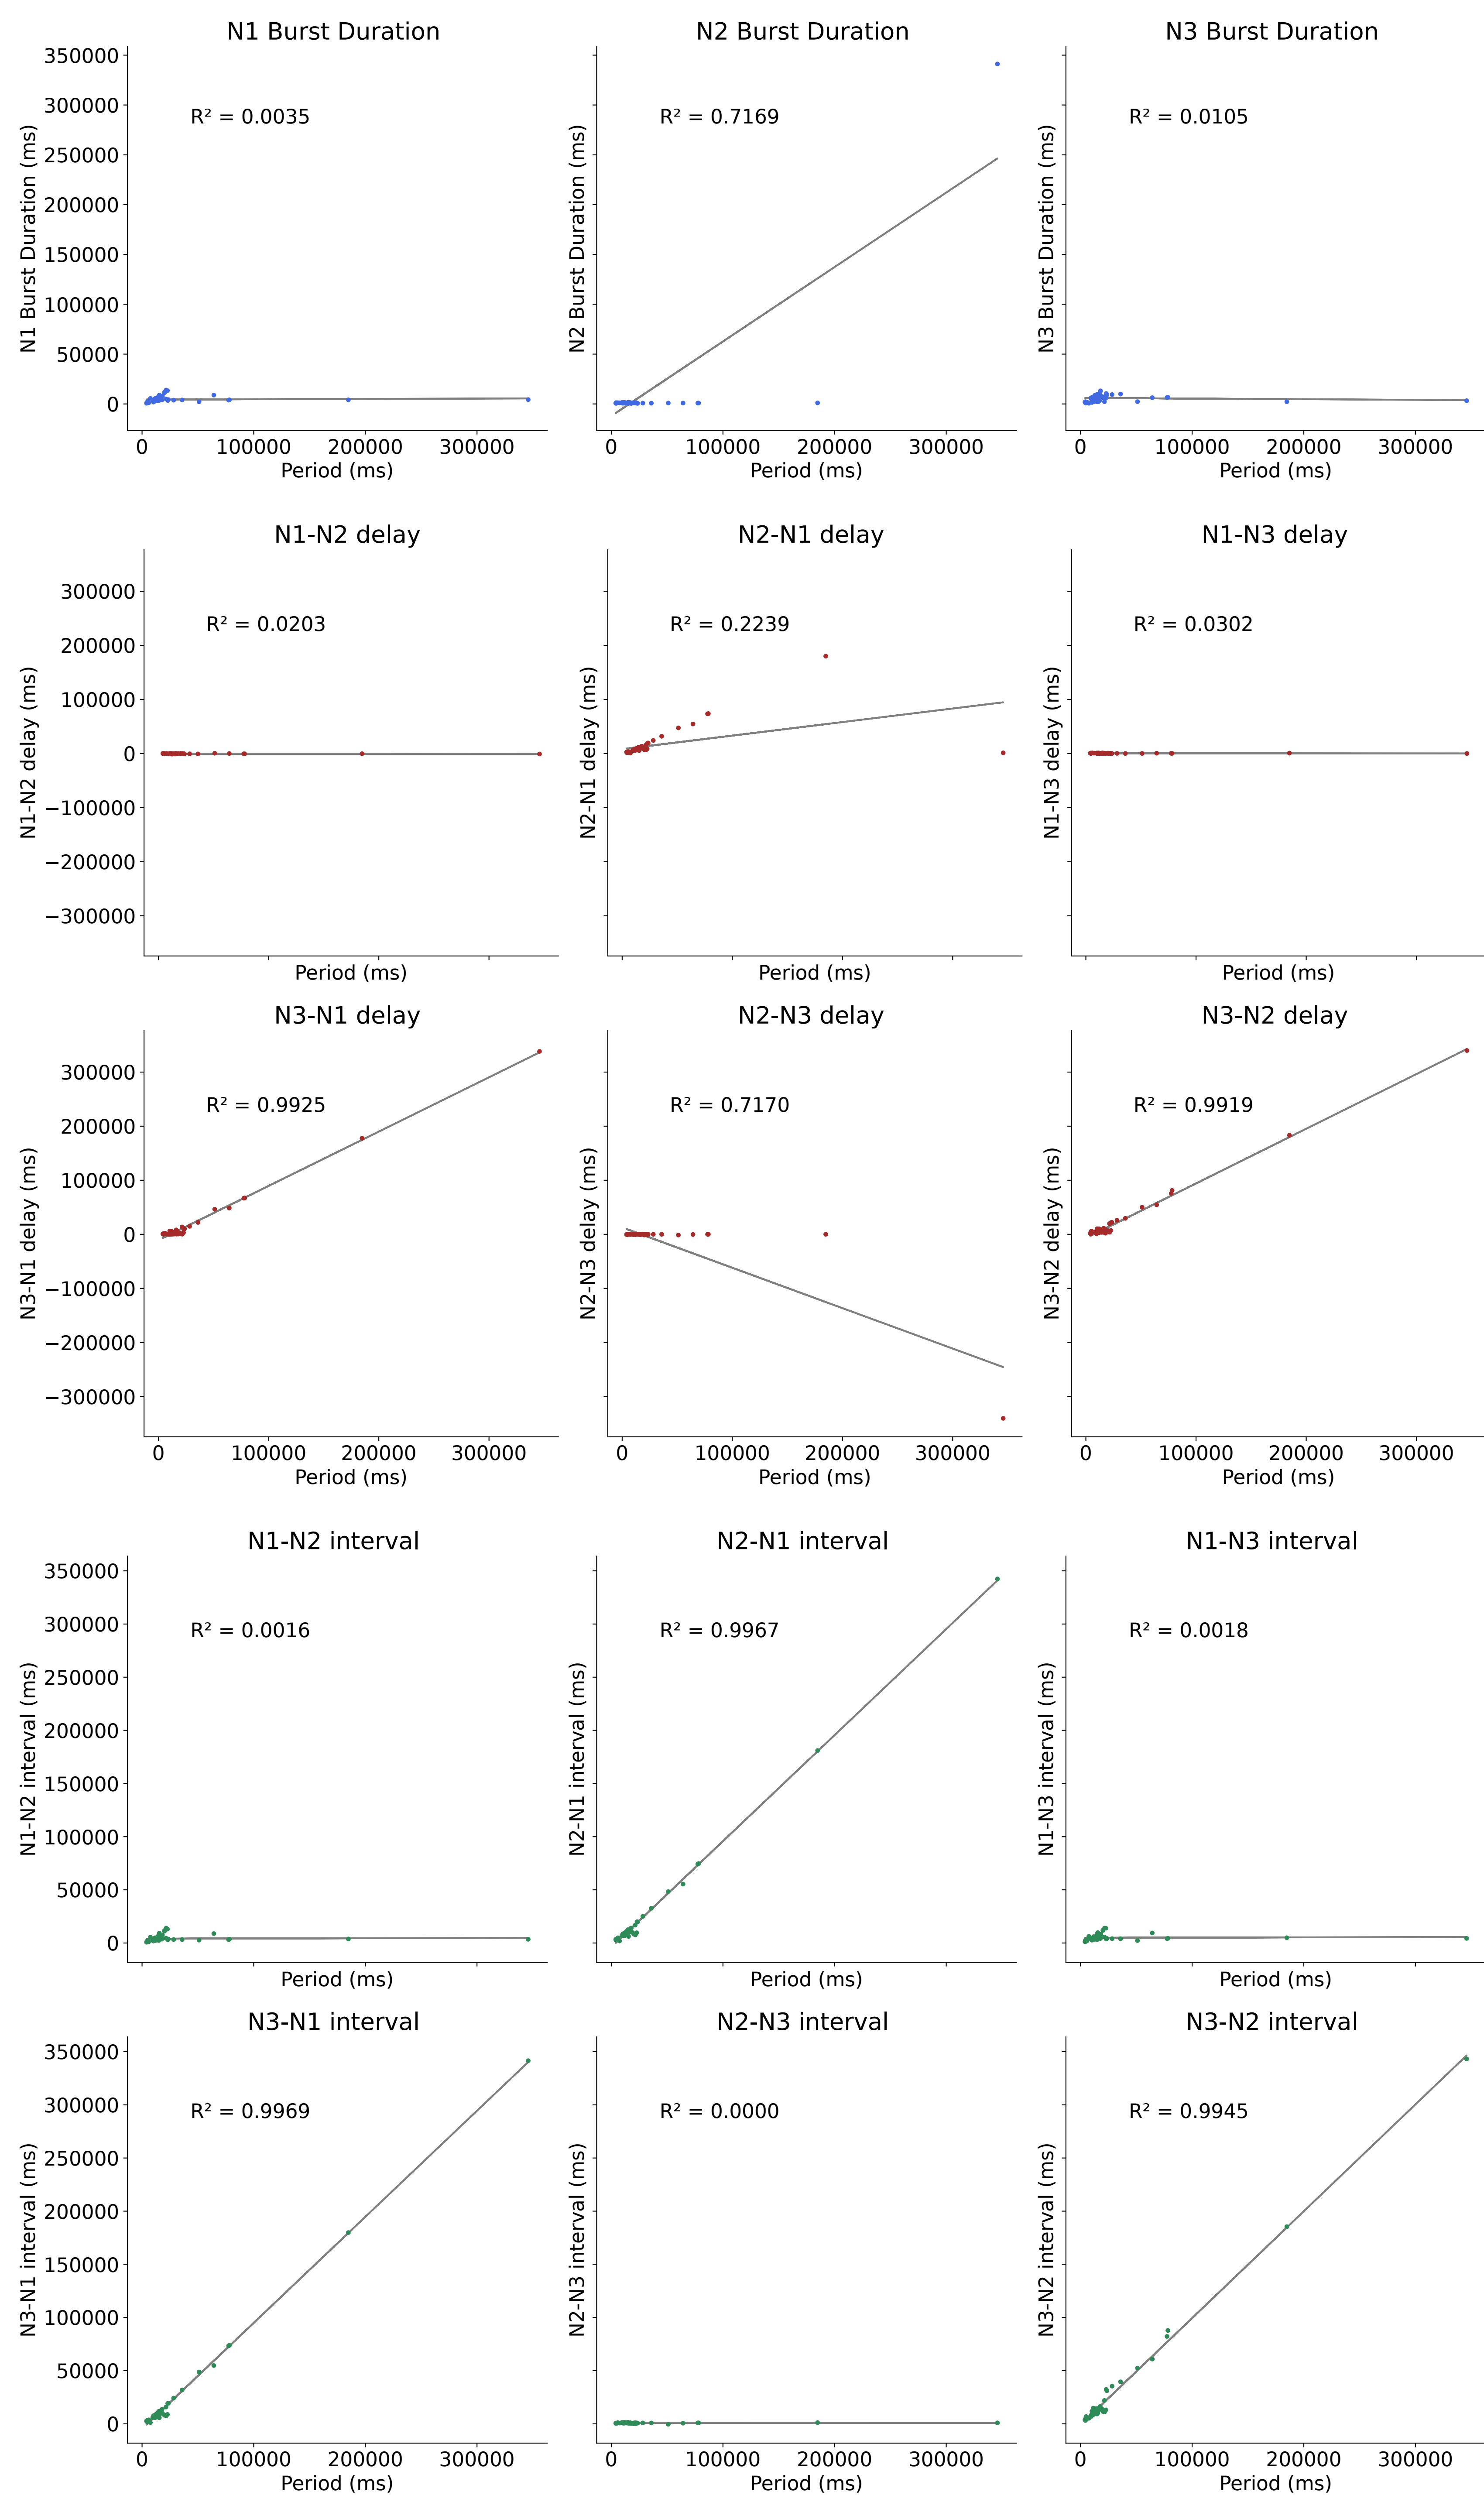 N1 Burst Duration
N2 Burst Duration
N3 Burst Duration
350000
300000
250000
200000
150000
100000
50000
0
N1 Burst Duration (ms)
N2 Burst Duration (ms)
N3 Burst Duration (ms)
R² = 0.0035
R² = 0.7169
R² = 0.0105
0 100000 200000 300000
0 100000 200000 300000
0 100000 200000 300000
Period (ms)
Period (ms)
Period (ms)
N1-N2 delay
N2-N1 delay
N1-N3 delay
300000
200000
100000
0
−100000
−200000
−300000
N1-N2 delay (ms)
N2-N1 delay (ms)
N1-N3 delay (ms)
R² = 0.0203
R² = 0.2239
R² = 0.0302
Period (ms)
Period (ms)
Period (ms)
N3-N1 delay
N2-N3 delay
N3-N2 delay
300000
200000
100000
0
−100000
−200000
−300000
N3-N1 delay (ms)
N2-N3 delay (ms)
N3-N2 delay (ms)
R² = 0.9925
R² = 0.7170
R² = 0.9919
0 100000 200000 300000
0 100000 200000 300000
0 100000 200000 300000
Period (ms)
Period (ms)
Period (ms)
N1-N2 interval
N2-N1 interval
N1-N3 interval
350000
300000
250000
200000
150000
100000
50000
0
N1-N2 interval (ms)
N2-N1 interval (ms)
N1-N3 interval (ms)
R² = 0.0016
R² = 0.9967
R² = 0.0018
Period (ms)
Period (ms)
Period (ms)
N3-N1 interval
N2-N3 interval
N3-N2 interval
350000
300000
250000
200000
150000
100000
50000
0
N3-N1 interval (ms)
N2-N3 interval (ms)
N3-N2 interval (ms)
R² = 0.9969
R² = 0.0000
R² = 0.9945
0 100000 200000 300000
0 100000 200000 300000
0 100000 200000 300000
Period (ms)
Period (ms)
Period (ms)